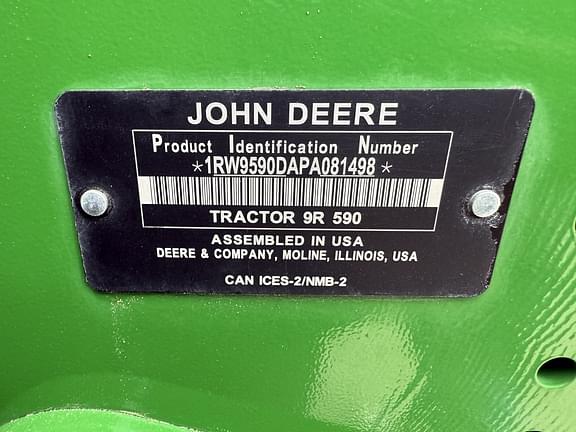 JOHN DEERE
Product Identification Number
*1RW9590DAPA081498*
TRACTOR 9R 590
ASSEMBLED IN USA
DEERE & COMPANY, MOLINE, ILLINOIS, USA
CAN ICES-2/NMB-2